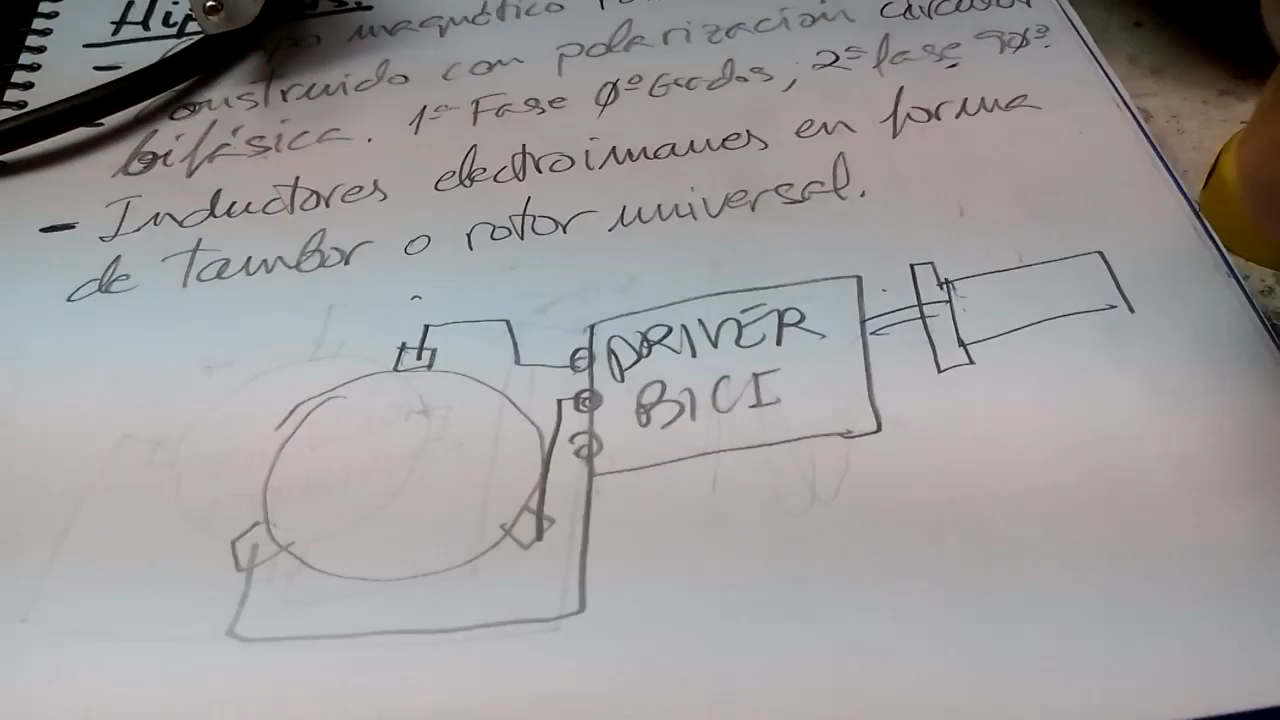 magnético
construido con polarización circular
bifásica. 1ª Fase 0º Grados, 2ª fase 90º
- Inductores electroimanes en forma
de tambor o rotor universal.
DRIVER
BICI